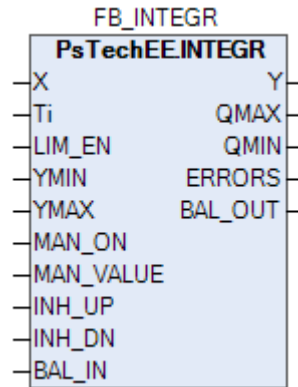 FB_INTEGR
PsTechEE.INTEGR
X Y
Ti QMAX
LIM_EN QMIN
YMIN ERRORS
YMAX BAL_OUT
MAN_ON
MAN_VALUE
INH_UP
INH_DN
BAL_IN